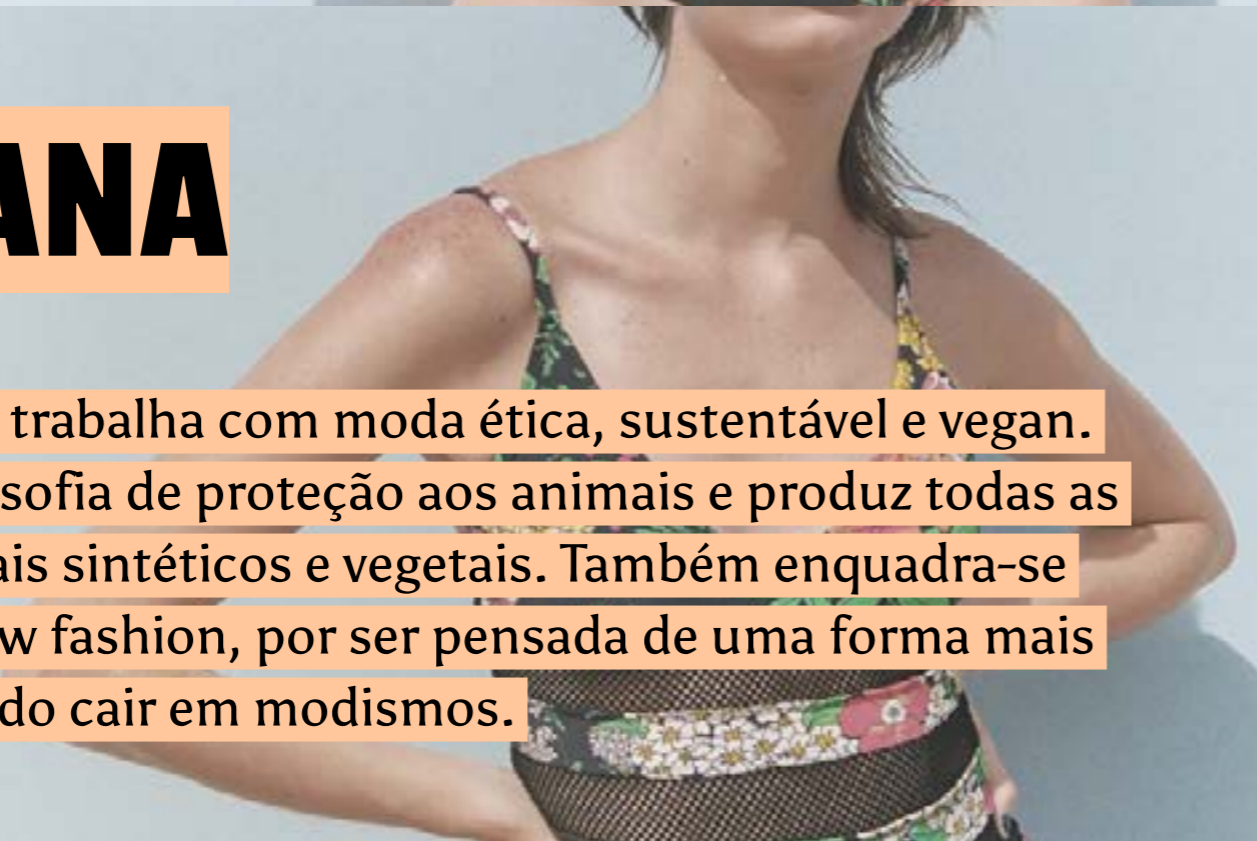 ANA
trabalha com moda ética, sustentável e vegan.
sofia de proteção aos animais e produz todas as
ais sintéticos e vegetais. Também enquadra-se
w fashion, por ser pensada de uma forma mais
do cair em modismos.